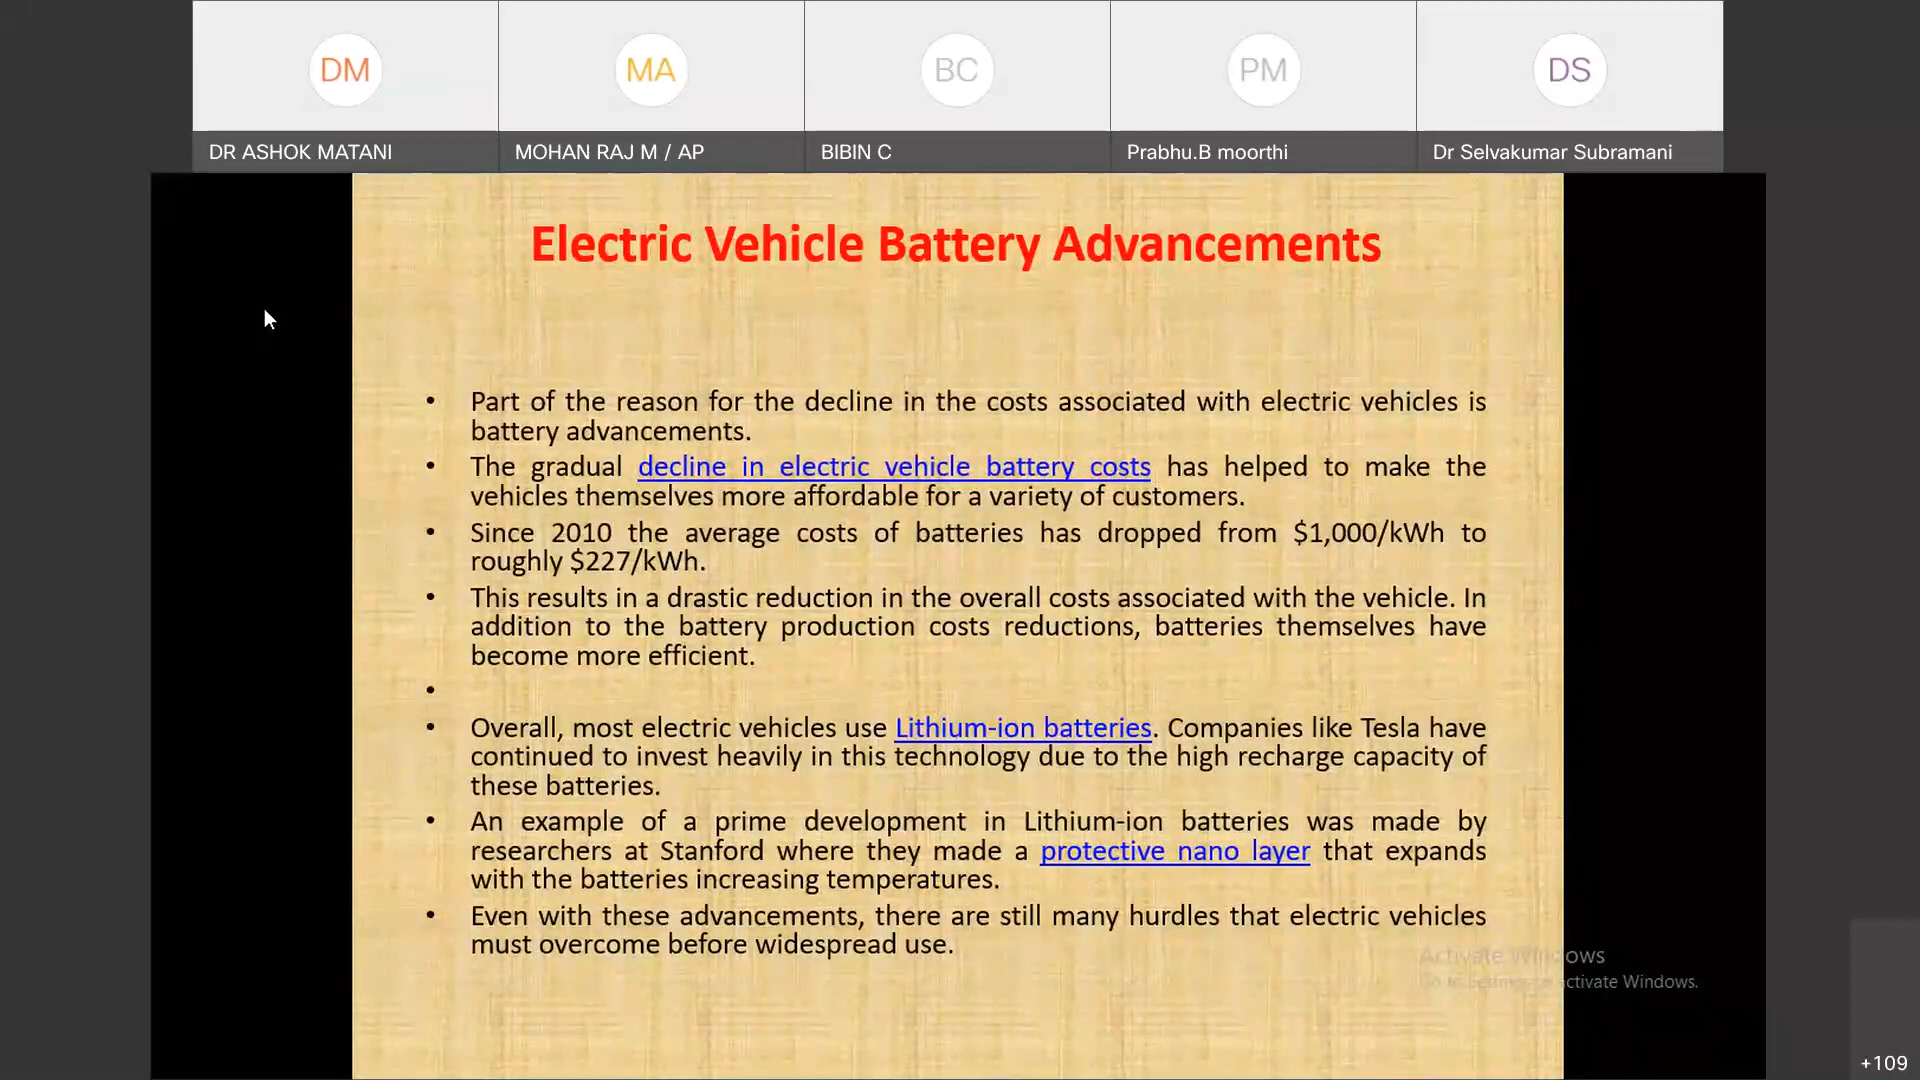 DM
MA
BC
PM
DS
DR ASHOK MATANI
MOHAN RAJ M / AP
BIBIN C
Prabhu.B moorthi
Dr Selvakumar Subramani
Electric Vehicle Battery Advancements
• Part of the reason for the decline in the costs associated with electric vehicles is
battery advancements.
• The gradual decline in electric vehicle battery costs has helped to make the
vehicles themselves more affordable for a variety of customers.
• Since 2010 the average costs of batteries has dropped from $1,000/kWh to
roughly $227/kWh.
• This results in a drastic reduction in the overall costs associated with the vehicle. In
addition to the battery production costs reductions, batteries themselves have
become more efficient.
•
• Overall, most electric vehicles use Lithium-ion batteries. Companies like Tesla have
continued to invest heavily in this technology due to the high recharge capacity of
these batteries.
• An example of a prime development in Lithium-ion batteries was made by
researchers at Stanford where they made a protective nano layer that expands
with the batteries increasing temperatures.
• Even with these advancements, there are still many hurdles that electric vehicles
must overcome before widespread use.
Activate Windows
Go to Settings to activate Windows.
+109